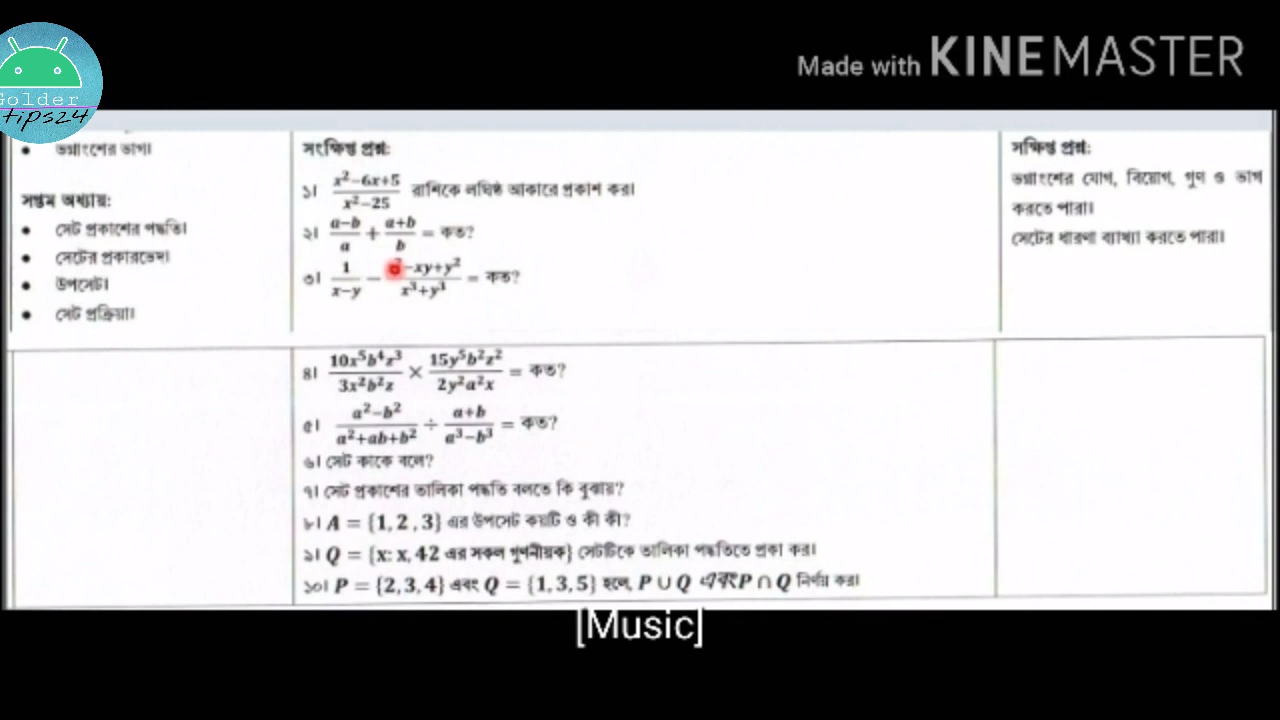 Made with KINEMASTER
Golder
tips24
ভগ্নাংশের ভাগ।
সপ্তম অধ্যায়:
সেট প্রকাশের পদ্ধতি।
সেটের প্রকারভেদ।
উপসেট।
সেট প্রক্রিয়া।
সংক্ষিপ্ত প্রশ্ন:
১। (x²−6x+5)/(x²−25) রাশিকে লঘিষ্ঠ আকারে প্রকাশ কর।
২। (a−b)/a + (a+b)/b = কত?
৩। 1/(x−y) − ²−xy+y²/(x³+y³) = কত?
৪। 10x⁵b⁴z³/3x²b²z × 15y⁵b²z²/2y²a²x = কত?
৫। (a²−b²)/(a²+ab+b²) ÷ (a+b)/(a³−b³) = কত?
৬। সেট কাকে বলে?
৭। সেট প্রকাশের তালিকা পদ্ধতি বলতে কি বুঝায়?
৮। A = {1, 2 , 3} এর উপসেট কয়টি ও কী কী?
৯। Q = {x: x, 42 এর সকল গুণনীয়ক} সেটটিকে তালিকা পদ্ধতিতে প্রকা কর।
১০। P = {2, 3, 4} এবং Q = {1, 3, 5} হলে, P ∪ Q এবংP ∩ Q নির্ণয় কর।
সক্ষিপ্ত প্রশ্ন:
ভগ্নাংশের যোগ, বিয়োগ, গুণ ও ভাগ
করতে পারা।
সেটের ধারণা ব্যাখ্যা করতে পারা।
[Music]